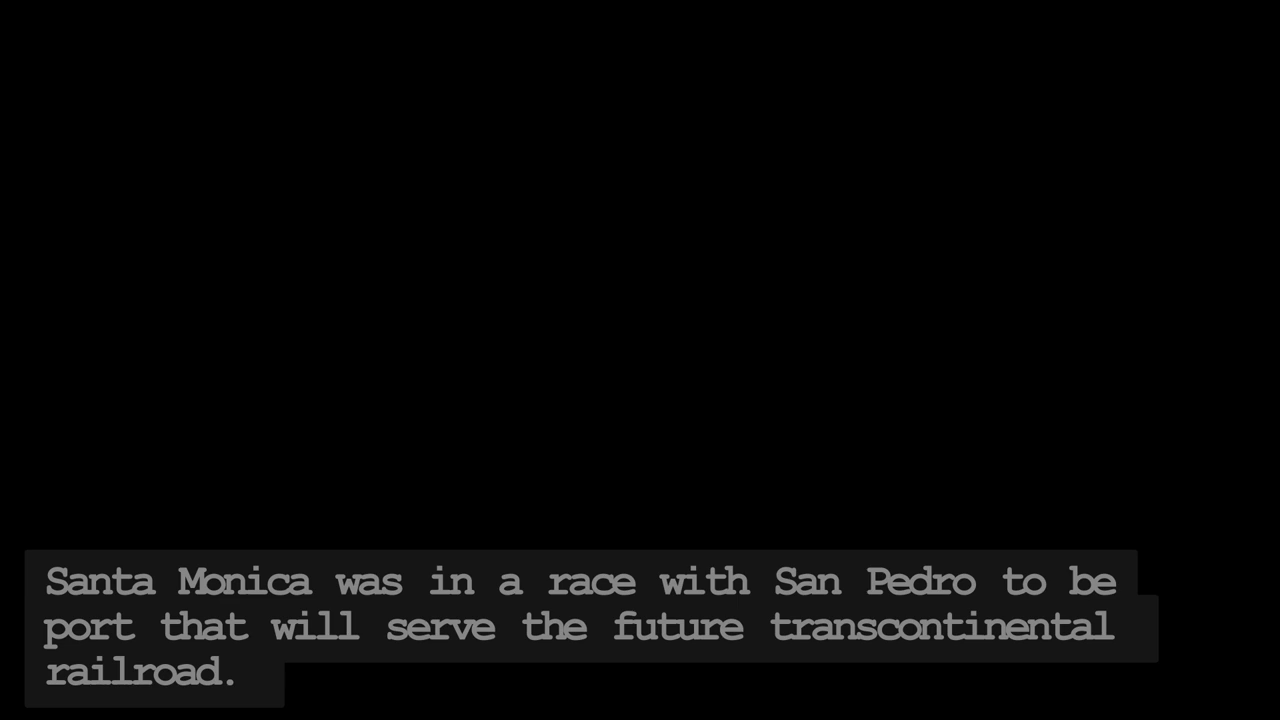 Santa Monica was in a race with San Pedro to be
port that will serve the future transcontinental
railroad.